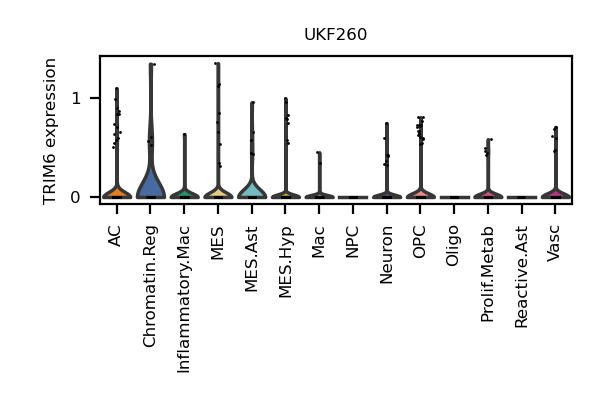 UKF260
TRIM6 expression
1
0
AC
Chromatin.Reg
Inflammatory.Mac
MES
MES.Ast
MES.Hyp
Mac
NPC
Neuron
OPC
Oligo
Prolif.Metab
Reactive.Ast
Vasc